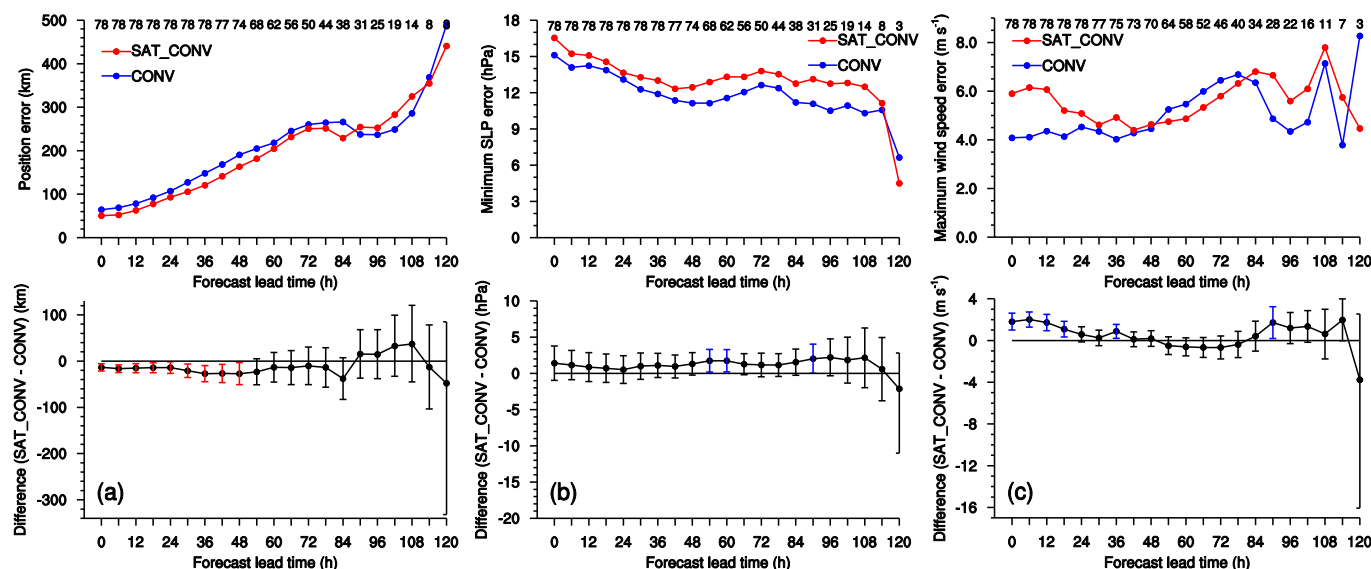 78 78 78 78 78 78 78 77 74 68 62 56 50 44 38 31 25 19 14 8
500
400
300
200
100
0
Position error (km)
SAT_CONV
CONV
0 12 24 36 48 60 72 84 96 108 120
Forecast lead time (h)
78 78 78 78 78 78 78 77 74 68 62 56 50 44 38 31 25 19 14 8 3
18
15
12
9
6
3
0
Minimum SLP error (hPa)
SAT_CONV
CONV
0 12 24 36 48 60 72 84 96 108 120
Forecast lead time (h)
78 78 78 78 78 77 75 73 70 64 58 52 46 40 34 28 22 16 11 7 3
8.0
6.0
4.0
2.0
0.0
Maximum wind speed error (m s⁻¹)
SAT_CONV
CONV
0 12 24 36 48 60 72 84 96 108 120
Forecast lead time (h)
100
0
-100
-200
-300
Difference (SAT_CONV - CONV) (km)
(a)
0 12 24 36 48 60 72 84 96 108 120
Forecast lead time (h)
10
5
0
-5
-10
-15
-20
Difference (SAT_CONV - CONV) (hPa)
(b)
0 12 24 36 48 60 72 84 96 108 120
Forecast lead time (h)
4
0
-4
-8
-12
-16
Difference (SAT_CONV - CONV) (m s⁻¹)
(c)
0 12 24 36 48 60 72 84 96 108 120
Forecast lead time (h)